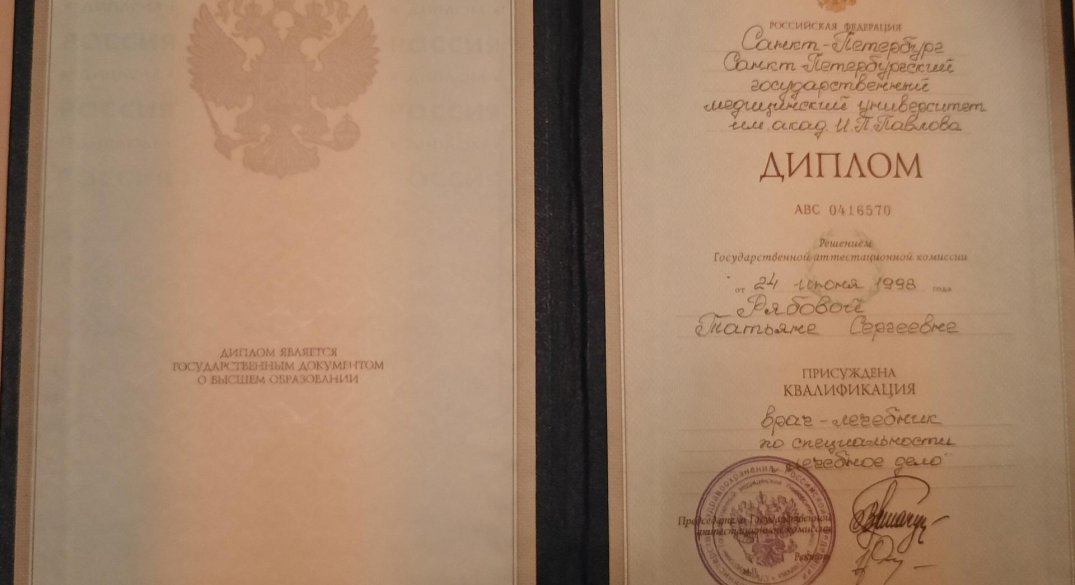 ДИПЛОМ ЯВЛЯЕТСЯ
ГОСУДАРСТВЕННЫМ ДОКУМЕНТОМ
О ВЫСШЕМ ОБРАЗОВАНИИ
РОССИЙСКАЯ ФЕДЕРАЦИЯ
Санкт-Петербург
Санкт-Петербургский
государственный
медицинский университет
им. акад. И.П.Павлова
ДИПЛОМ
АВС 0416570
Решением
Государственной аттестационной комиссии
от 24 июня 1998 года
Рябовой
Татьяне Сергеевне
ПРИСУЖДЕНА
КВАЛИФИКАЦИЯ
врач-лечебник
по специальности
"лечебное дело"
Председатель Государственной
аттестационной комиссии
Ректор